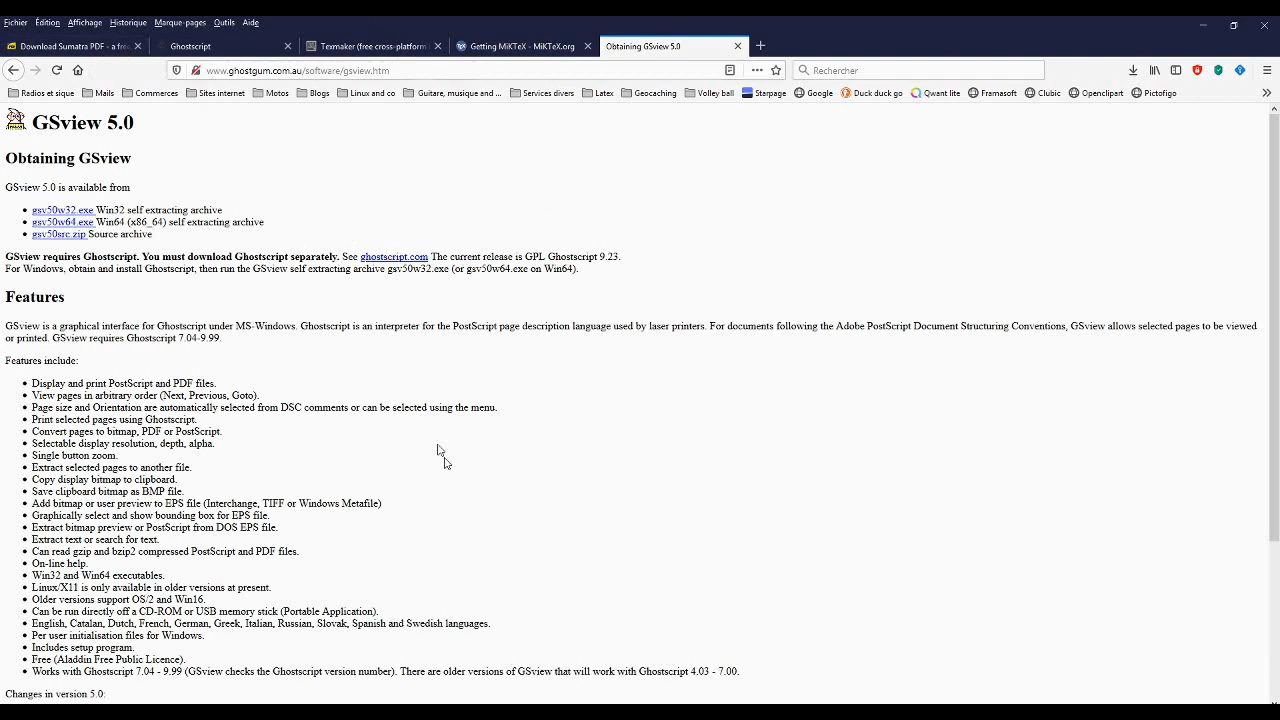 Fichier Édition Affichage Historique Marque-pages Outils Aide
Download Sumatra PDF - a fre
Ghostscript
Texmaker (free cross-platform l
Getting MiKTeX - MiKTeX.org
Obtaining GSview 5.0
www.ghostgum.com.au/software/gsview.htm
Rechercher
Radios et sique Mails Commerces Sites internet Motos Blogs Linux and co Guitare, musique and ... Services divers Latex Geocaching Volley ball Starpage Google Duck duck go Qwant lite Framasoft Clubic Openclipart Pictofigo
GSview 5.0
Obtaining GSview
GSview 5.0 is available from
gsv50w32.exe Win32 self extracting archive
gsv50w64.exe Win64 (x86_64) self extracting archive
gsv50src.zip Source archive
GSview requires Ghostscript. You must download Ghostscript separately. See ghostscript.com The current release is GPL Ghostscript 9.23.
For Windows, obtain and install Ghostscript, then run the GSview self extracting archive gsv50w32.exe (or gsv50w64.exe on Win64).
Features
GSview is a graphical interface for Ghostscript under MS-Windows. Ghostscript is an interpreter for the PostScript page description language used by laser printers. For documents following the Adobe PostScript Document Structuring Conventions, GSview allows selected pages to be viewed
or printed. GSview requires Ghostscript 7.04-9.99.
Features include:
Display and print PostScript and PDF files.
View pages in arbitrary order (Next, Previous, Goto).
Page size and Orientation are automatically selected from DSC comments or can be selected using the menu.
Print selected pages using Ghostscript.
Convert pages to bitmap, PDF or PostScript.
Selectable display resolution, depth, alpha.
Single button zoom.
Extract selected pages to another file.
Copy display bitmap to clipboard.
Save clipboard bitmap as BMP file.
Add bitmap or user preview to EPS file (Interchange, TIFF or Windows Metafile)
Graphically select and show bounding box for EPS file.
Extract bitmap preview or PostScript from DOS EPS file.
Extract text or search for text.
Can read gzip and bzip2 compressed PostScript and PDF files.
On-line help.
Win32 and Win64 executables.
Linux/X11 is only available in older versions at present.
Older versions support OS/2 and Win16.
Can be run directly off a CD-ROM or USB memory stick (Portable Application).
English, Catalan, Dutch, French, German, Greek, Italian, Russian, Slovak, Spanish and Swedish languages.
Per user initialisation files for Windows.
Includes setup program.
Free (Aladdin Free Public Licence).
Works with Ghostscript 7.04 - 9.99 (GSview checks the Ghostscript version number). There are older versions of GSview that will work with Ghostscript 4.03 - 7.00.
Changes in version 5.0: